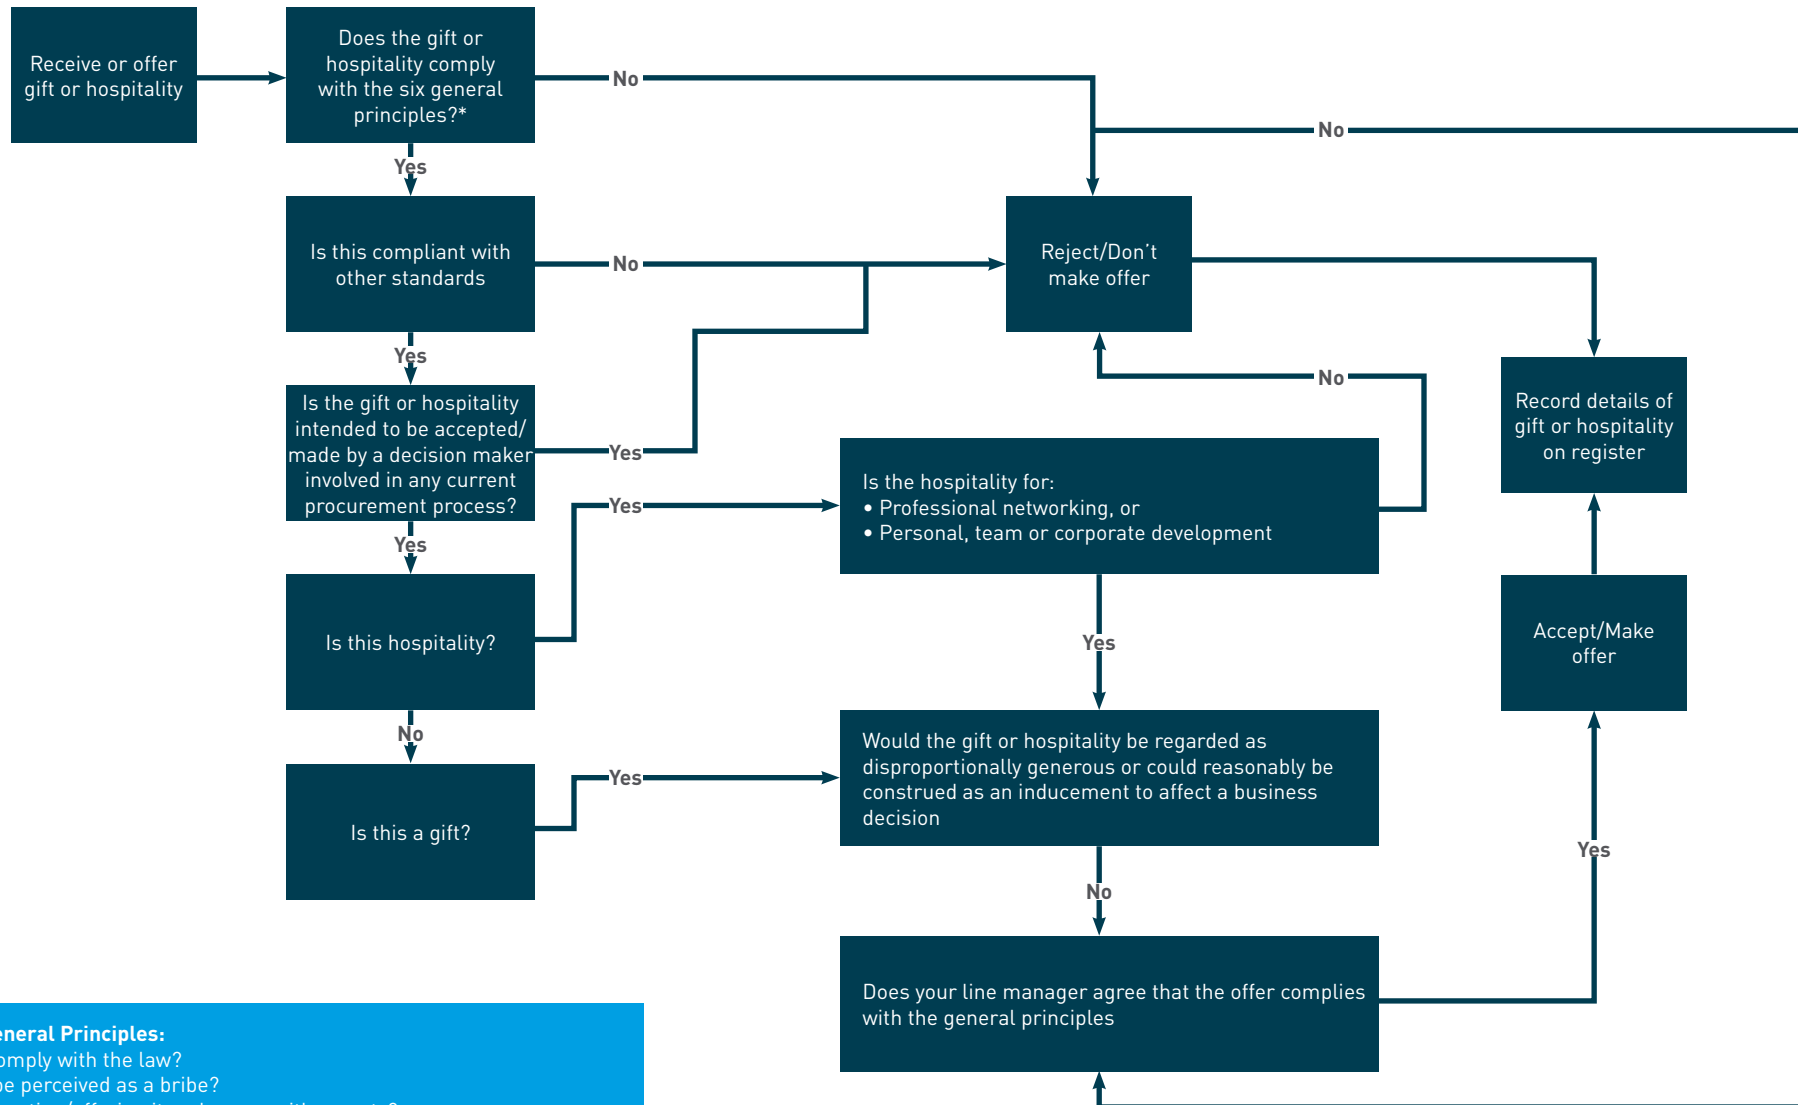 Receive or offer
gift or hospitality
Does the gift or
hospitality comply
with the six general
principles?*
No
No
Yes
Is this compliant with
other standards
No
Reject/Don't
make offer
Yes
Is the gift or hospitality
intended to be accepted/
made by a decision maker
involved in any current
procurement process?
Yes
No
Record details of
gift or hospitality
on register
Yes
Is the hospitality for:
• Professional networking, or
• Personal, team or corporate development
Yes
Is this hospitality?
Yes
Accept/Make
offer
No
Is this a gift?
Yes
Would the gift or hospitality be regarded as
disproportionally generous or could reasonably be
construed as an inducement to affect a business
decision
Yes
No
Does your line manager agree that the offer complies
with the general principles
Principles:
with the law?
be perceived as a bribe?